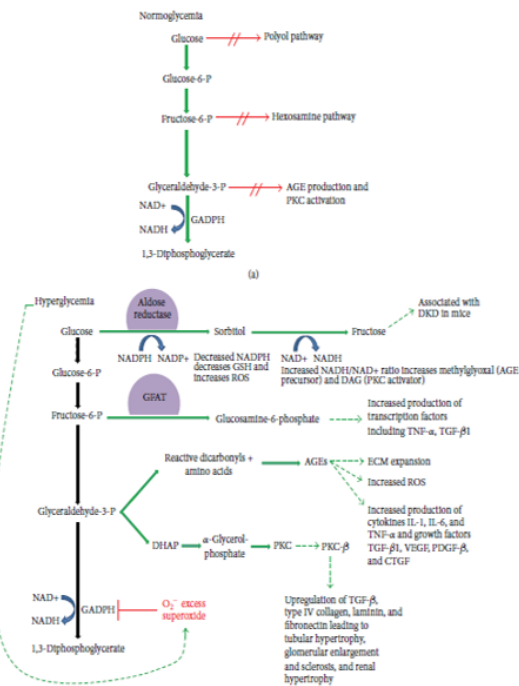 Normoglycemia
Glucose
Polyol pathway
Glucose-6-P
Fructose-6-P
Hexosamine pathway
Glyceraldehyde-3-P
AGE production and
PKC activation
NAD+
GADPH
NADH
1,3-Diphosphoglycerate
(a)
Hyperglycemia
Aldose
reductase
Associated with
DKD in mice
Glucose
Sorbitol
Fructose
NADPH NADP+
Decreased NADPH
decreases GSH and
increases ROS
NAD+ NADH
Increased NADH/NAD+ ratio increases methylglyoxal (AGE
precursor) and DAG (PKC activator)
Glucose-6-P
GFAT
Fructose-6-P
Glucosamine-6-phosphate
Increased production of
transcription factors
including TNF-α, TGF-β1
Reactive dicarbonyls +
amino acids
AGEs
ECM expansion
Increased ROS
Increased production of
cytokines IL-1, IL-6, and
TNF-α and growth factors
TGF-β1, VEGF, PDGF-β,
and CTGF
Glyceraldehyde-3-P
DHAP
α-Glycerol-
phosphate
PKC
PKC-β
Upregulation of TGF-β,
type IV collagen, laminin, and
fibronectin leading to
tubular hypertrophy,
glomerular enlargement
and sclerosis, and renal
hypertrophy
NAD+
GADPH
NADH
O2− excess
superoxide
1,3-Diphosphoglycerate